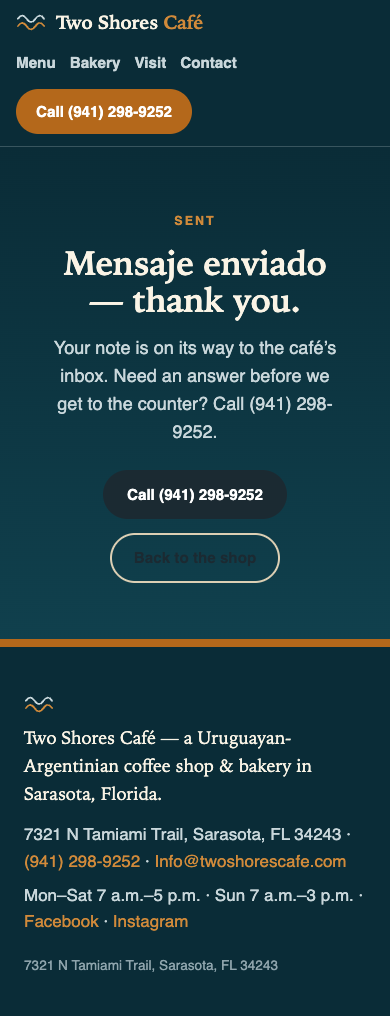 Two Shores Café
Menu Bakery Visit Contact
Call (941) 298-9252
SENT
Mensaje enviado
— thank you.
Your note is on its way to the café’s
inbox. Need an answer before we
get to the counter? Call (941) 298-
9252.
Call (941) 298-9252
Back to the shop
Two Shores Café — a Uruguayan-
Argentinian coffee shop & bakery in
Sarasota, Florida.
7321 N Tamiami Trail, Sarasota, FL 34243 ·
(941) 298-9252 · Info@twoshorescafe.com
Mon–Sat 7 a.m.–5 p.m. · Sun 7 a.m.–3 p.m. ·
Facebook · Instagram
7321 N Tamiami Trail, Sarasota, FL 34243